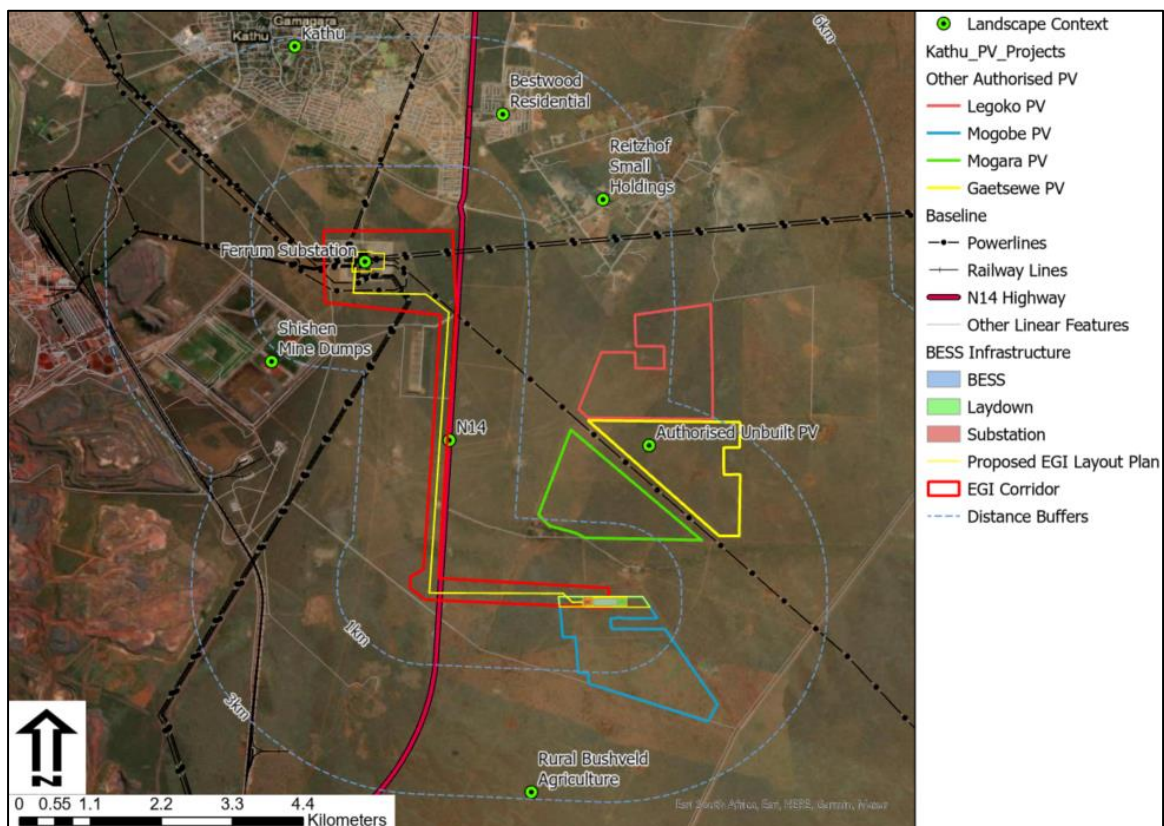 Gamagara
Kathu
Kathu
6km
Bestwood
Residential
Reitzhof
Small
Holdings
Ferrum Substation
Shishen
Mine Dumps
N14
Authorised Unbuilt PV
1km
3km
Rural Bushveld
Agriculture
N
0 0.55 1.1 2.2 3.3 4.4
Kilometers
Esri South Africa, Esri, HERE, Garmin,
Landscape Context
Kathu_PV_Projects
Other Authorised PV
Legoko PV
Mogobe PV
Mogara PV
Gaetsewe PV
Baseline
Powerlines
Railway Lines
N14 Highway
Other Linear Features
BESS Infrastructure
BESS
Laydown
Substation
Proposed EGI Layout Plan
EGI Corridor
Distance Buffers